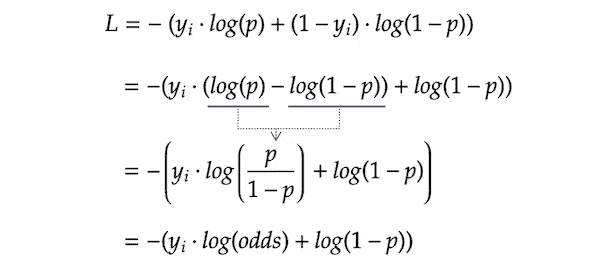 L = − (yᵢ · log(p) + (1 − yᵢ) · log(1 − p))
= −(yᵢ · (log(p) − log(1 − p)) + log(1 − p))
= −(yᵢ · log(p / 1 − p) + log(1 − p))
= −(yᵢ · log(odds) + log(1 − p))